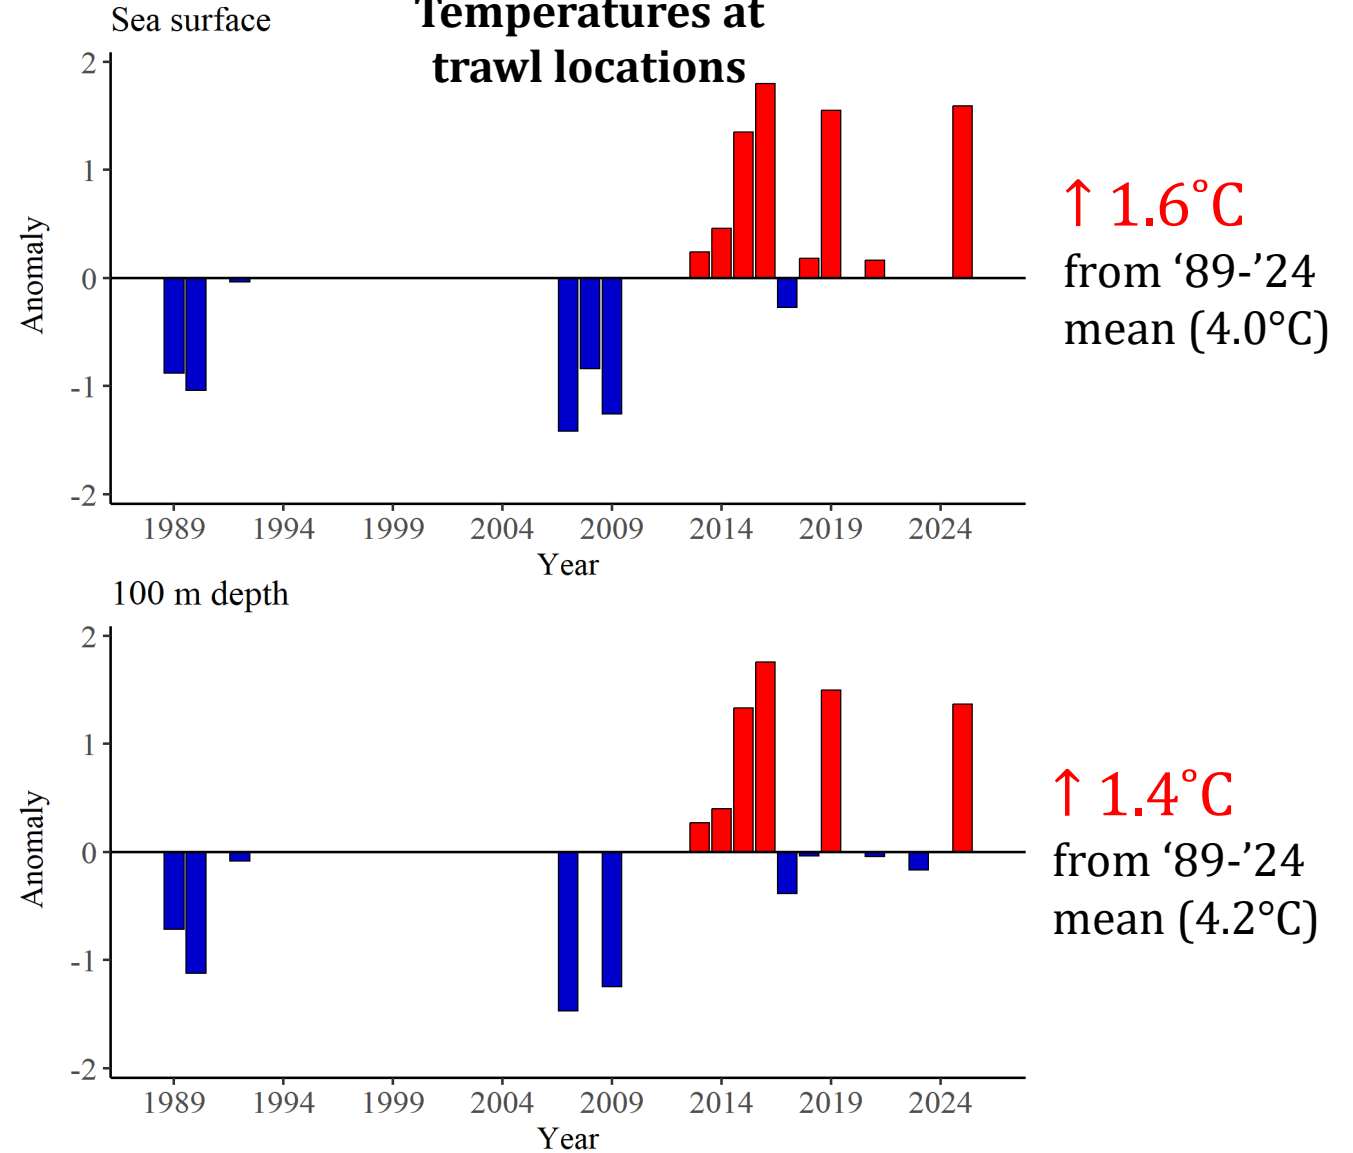 Temperatures at
trawl locations
Sea surface
2
1
0
-1
-2
Anomaly
1989 1994 1999 2004 2009 2014 2019 2024
Year
↑ 1.6°C
from ‘89-’24
mean (4.0°C)
100 m depth
2
1
0
-1
-2
Anomaly
1989 1994 1999 2004 2009 2014 2019 2024
Year
↑ 1.4°C
from ‘89-’24
mean (4.2°C)